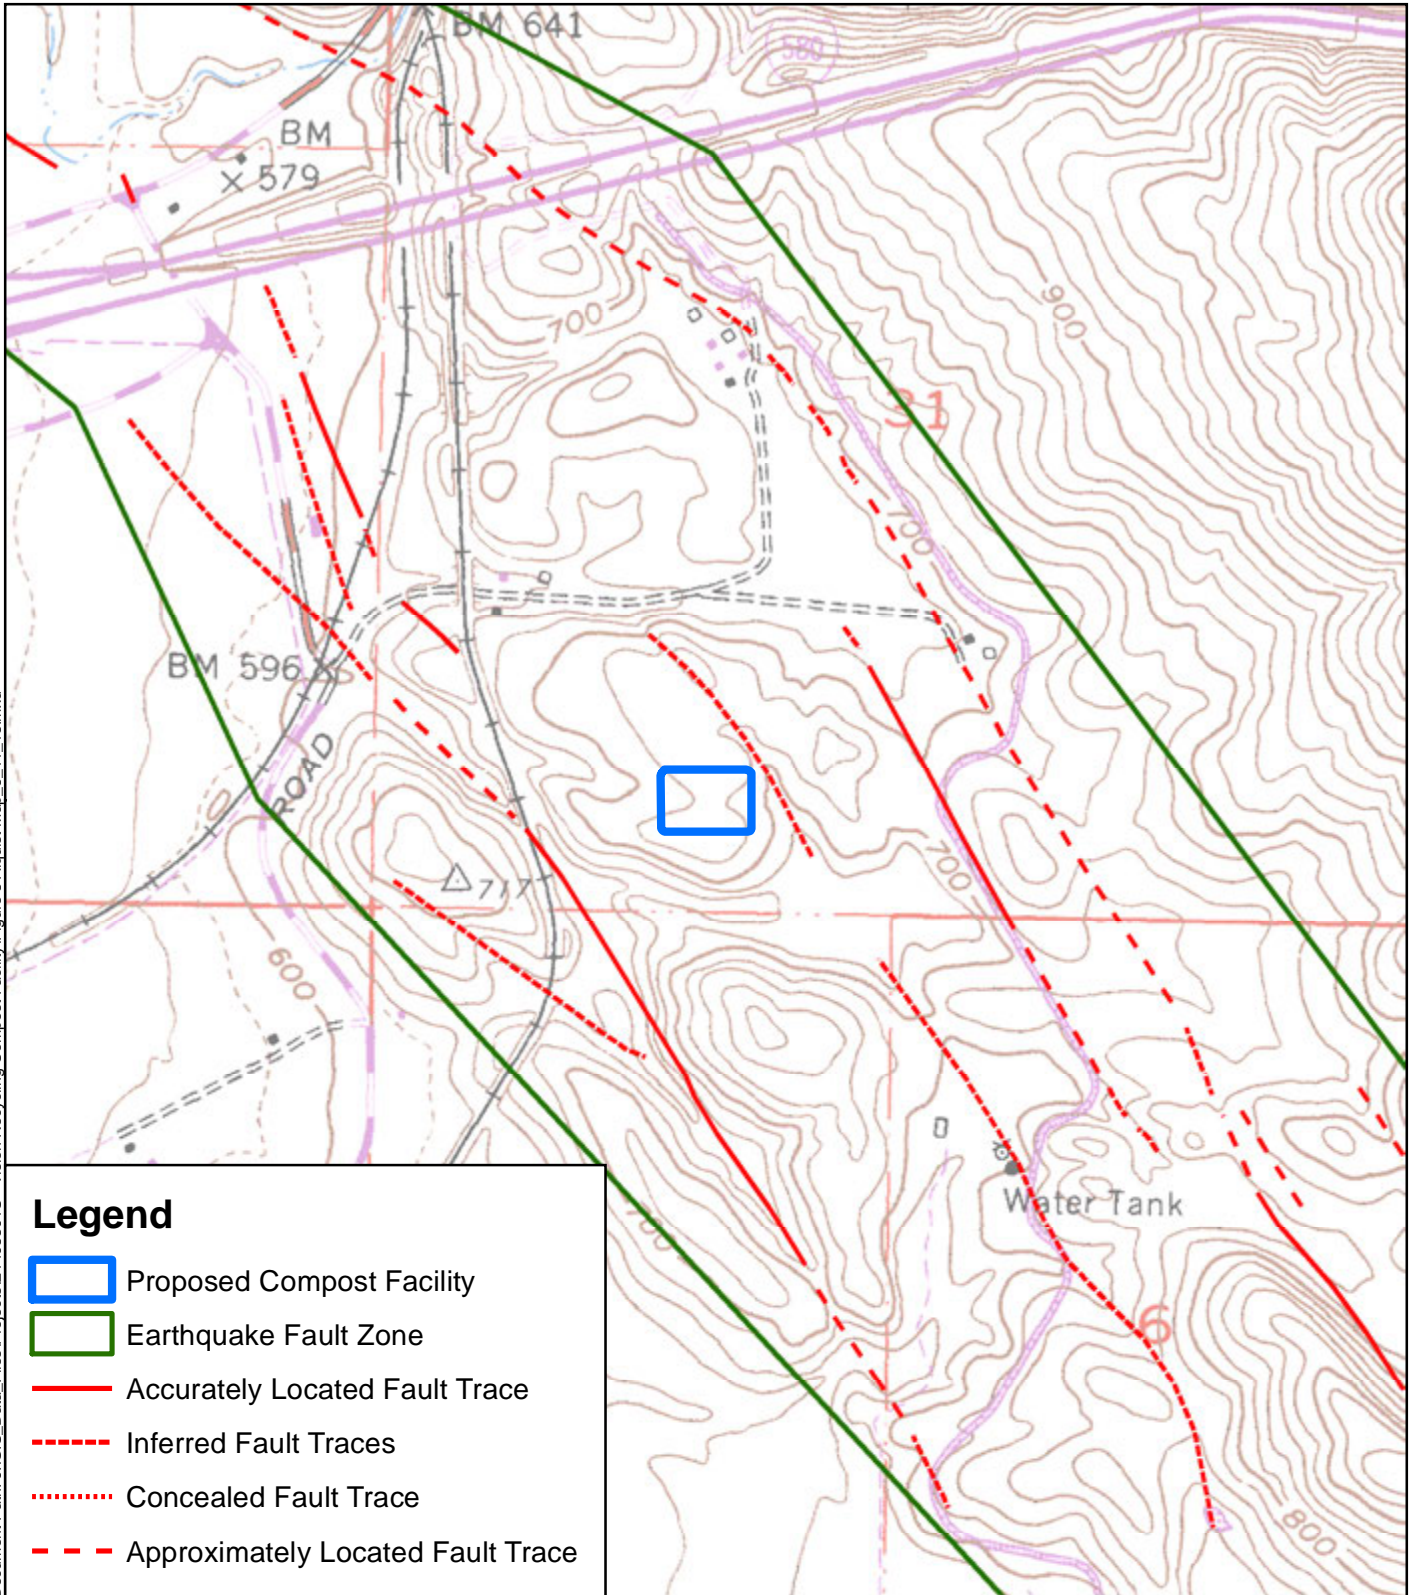 BM 641
580
BM
579
900
700
31
700
BM 596
ROAD
700
717
600
Water Tank
6
800
Legend
Proposed Compost Facility
Earthquake Fault Zone
Accurately Located Fault Trace
Inferred Fault Traces
Concealed Fault Trace
Approximately Located Fault Trace